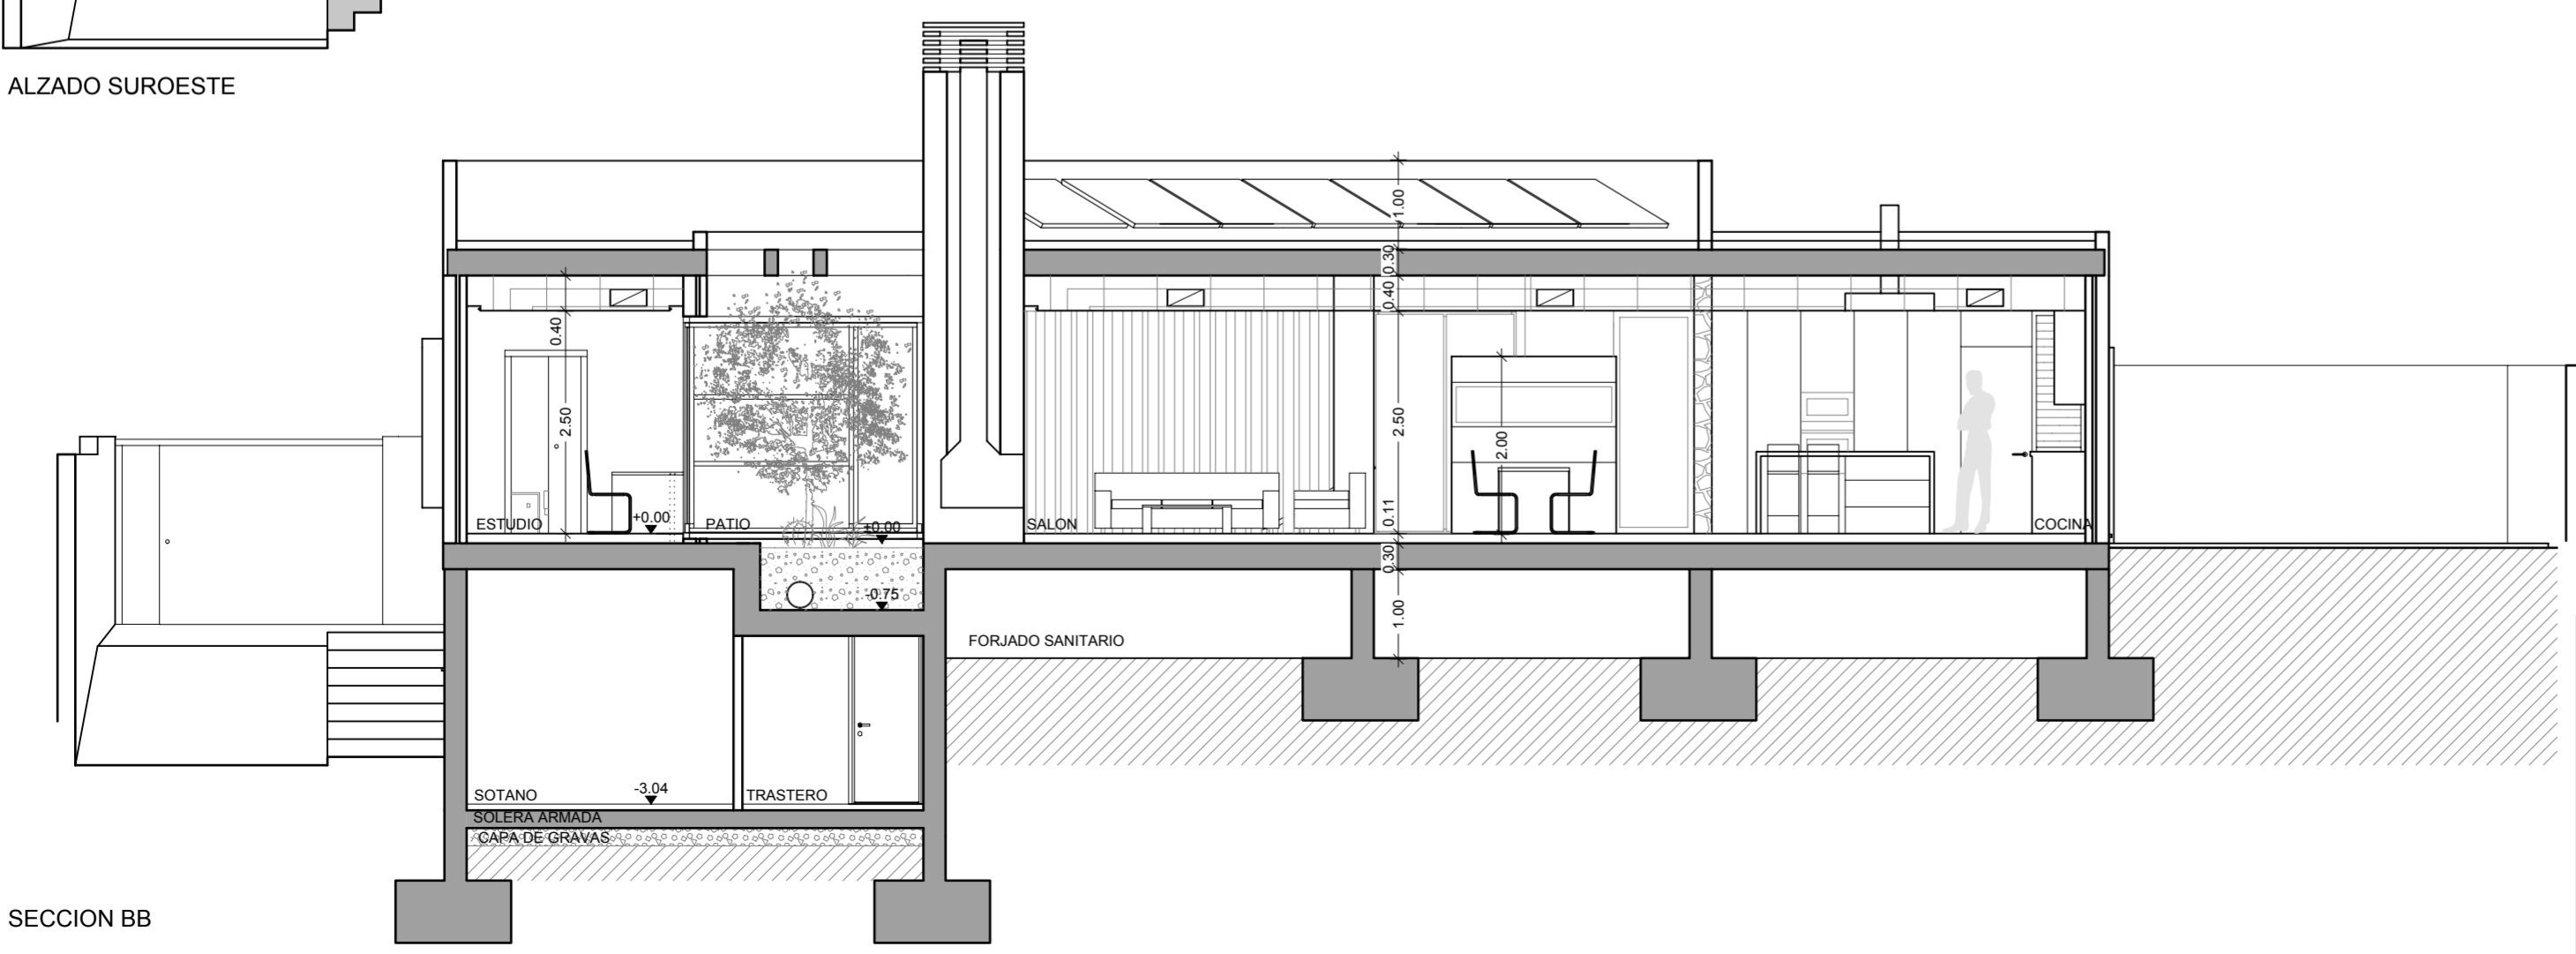 ALZADO SUROESTE
1.00
0.30
0.40
0.40
2.50
2.50
2.00
0.11
ESTUDIO
+0.00
PATIO
+0.00
SALON
COCINA
0.30
-0.75
1.00
FORJADO SANITARIO
SOTANO
-3.04
TRASTERO
SOLERA ARMADA
CAPA DE GRAVAS
SECCION BB